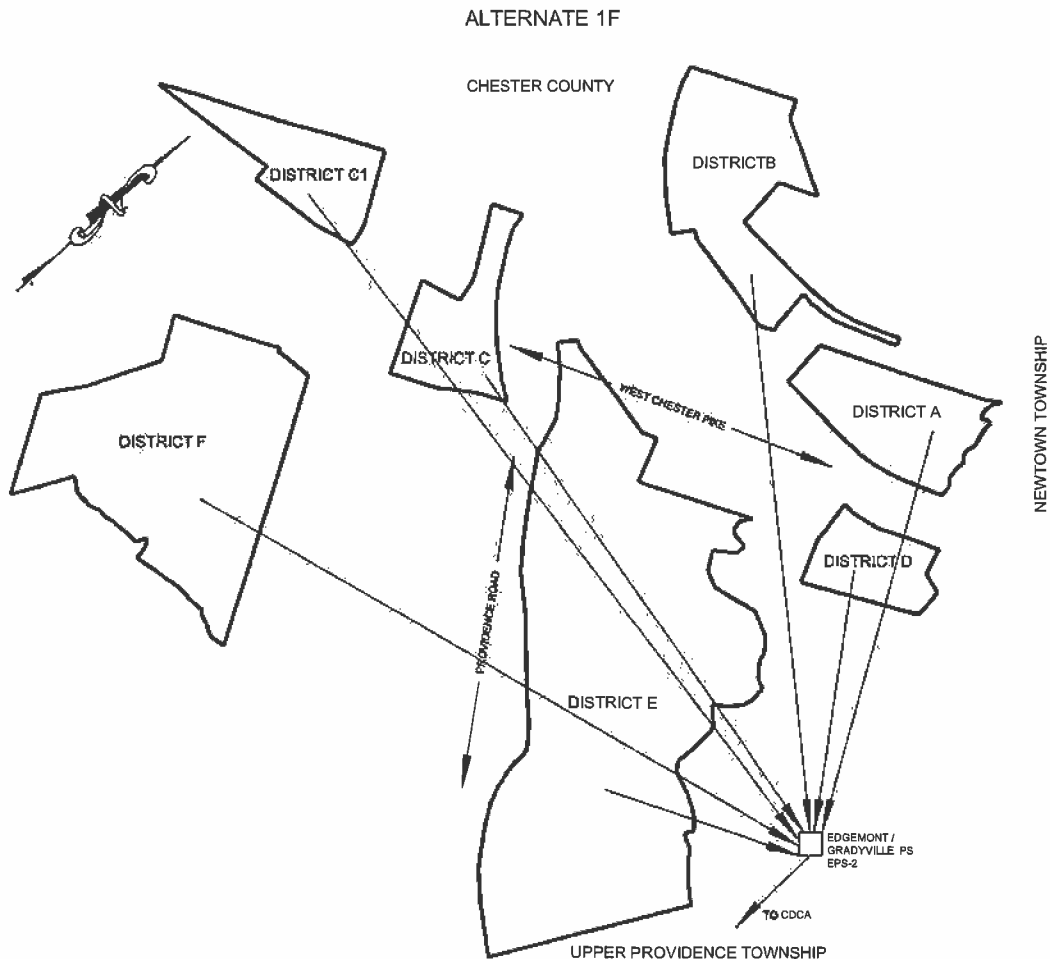 ALTERNATE 1F
CHESTER COUNTY
DISTRICT C1
DISTRICTB
DISTRICT C
WEST CHESTER PIKE
DISTRICT A
NEWTOWN TOWNSHIP
DISTRICT F
DISTRICT D
PROVIDENCE ROAD
DISTRICT E
EDGEMONT /
GRADYVILLE PS
EPS-2
TO CDCA
UPPER PROVIDENCE TOWNSHIP